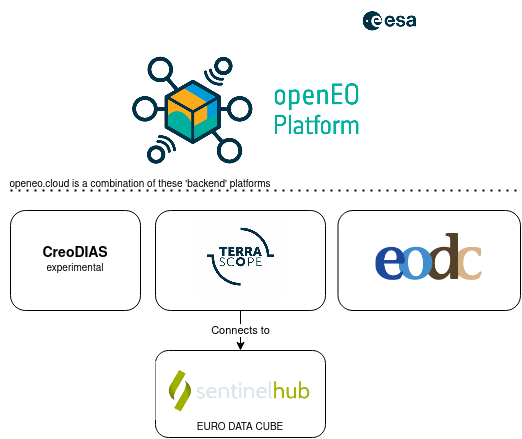 esa
openEO
Platform
openeo.cloud is a combination of these 'backend' platforms
CreoDIAS
experimental
TERRA
SCOPE
eodc
Connects to
sentinelhub
EURO DATA CUBE